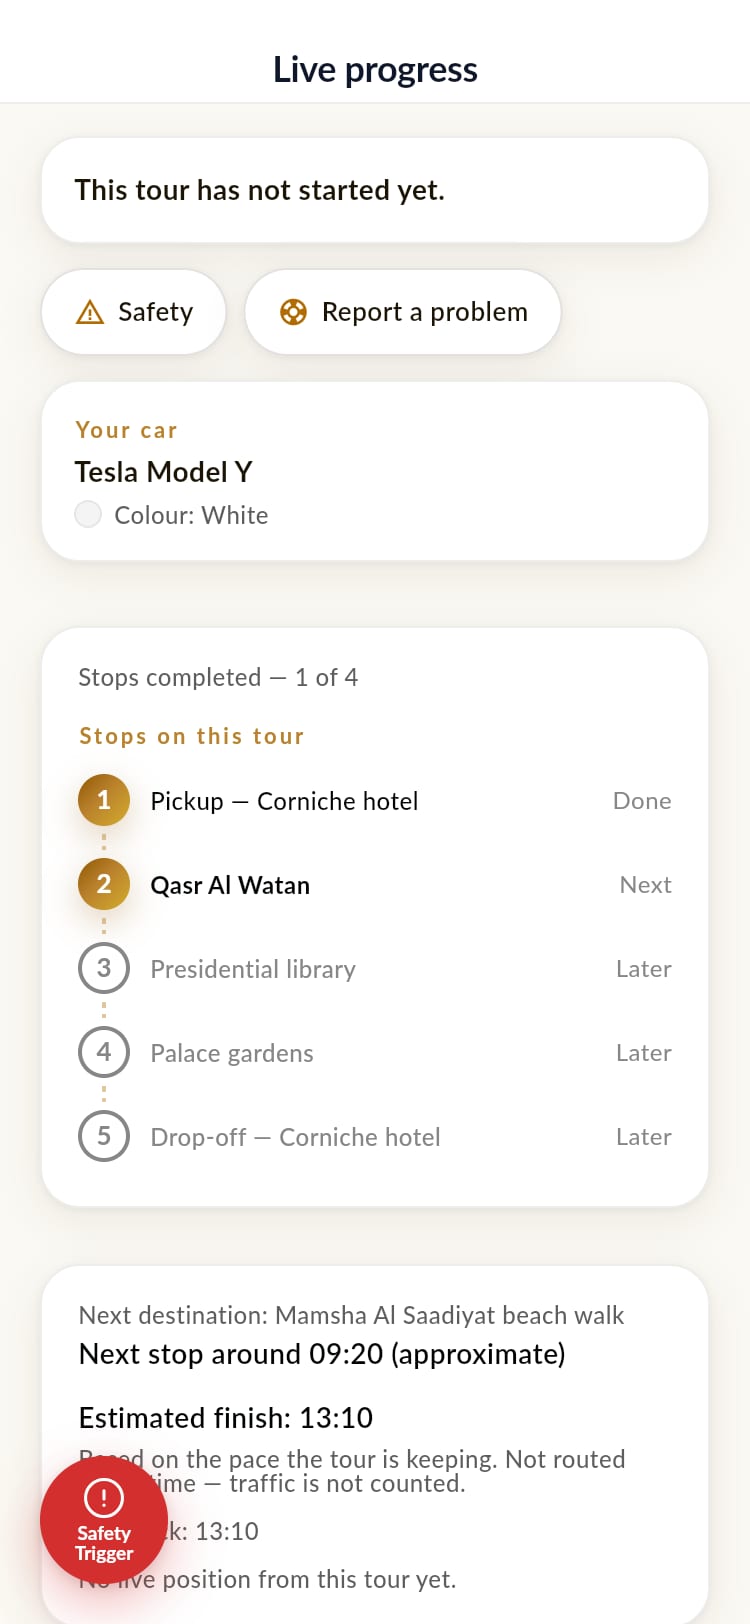 Live progress
This tour has not started yet.
Safety
Report a problem
Your car
Tesla Model Y
Colour: White
Stops completed — 1 of 4
Stops on this tour
1 Pickup — Corniche hotel Done
2 Qasr Al Watan Next
3 Presidential library Later
4 Palace gardens Later
5 Drop-off — Corniche hotel Later
Next destination: Mamsha Al Saadiyat beach walk
Next stop around 09:20 (approximate)
Estimated finish: 13:10
Based on the pace the tour is keeping. Not routed
time — traffic is not counted.
13:10
No live position from this tour yet.
Safety
Trigger